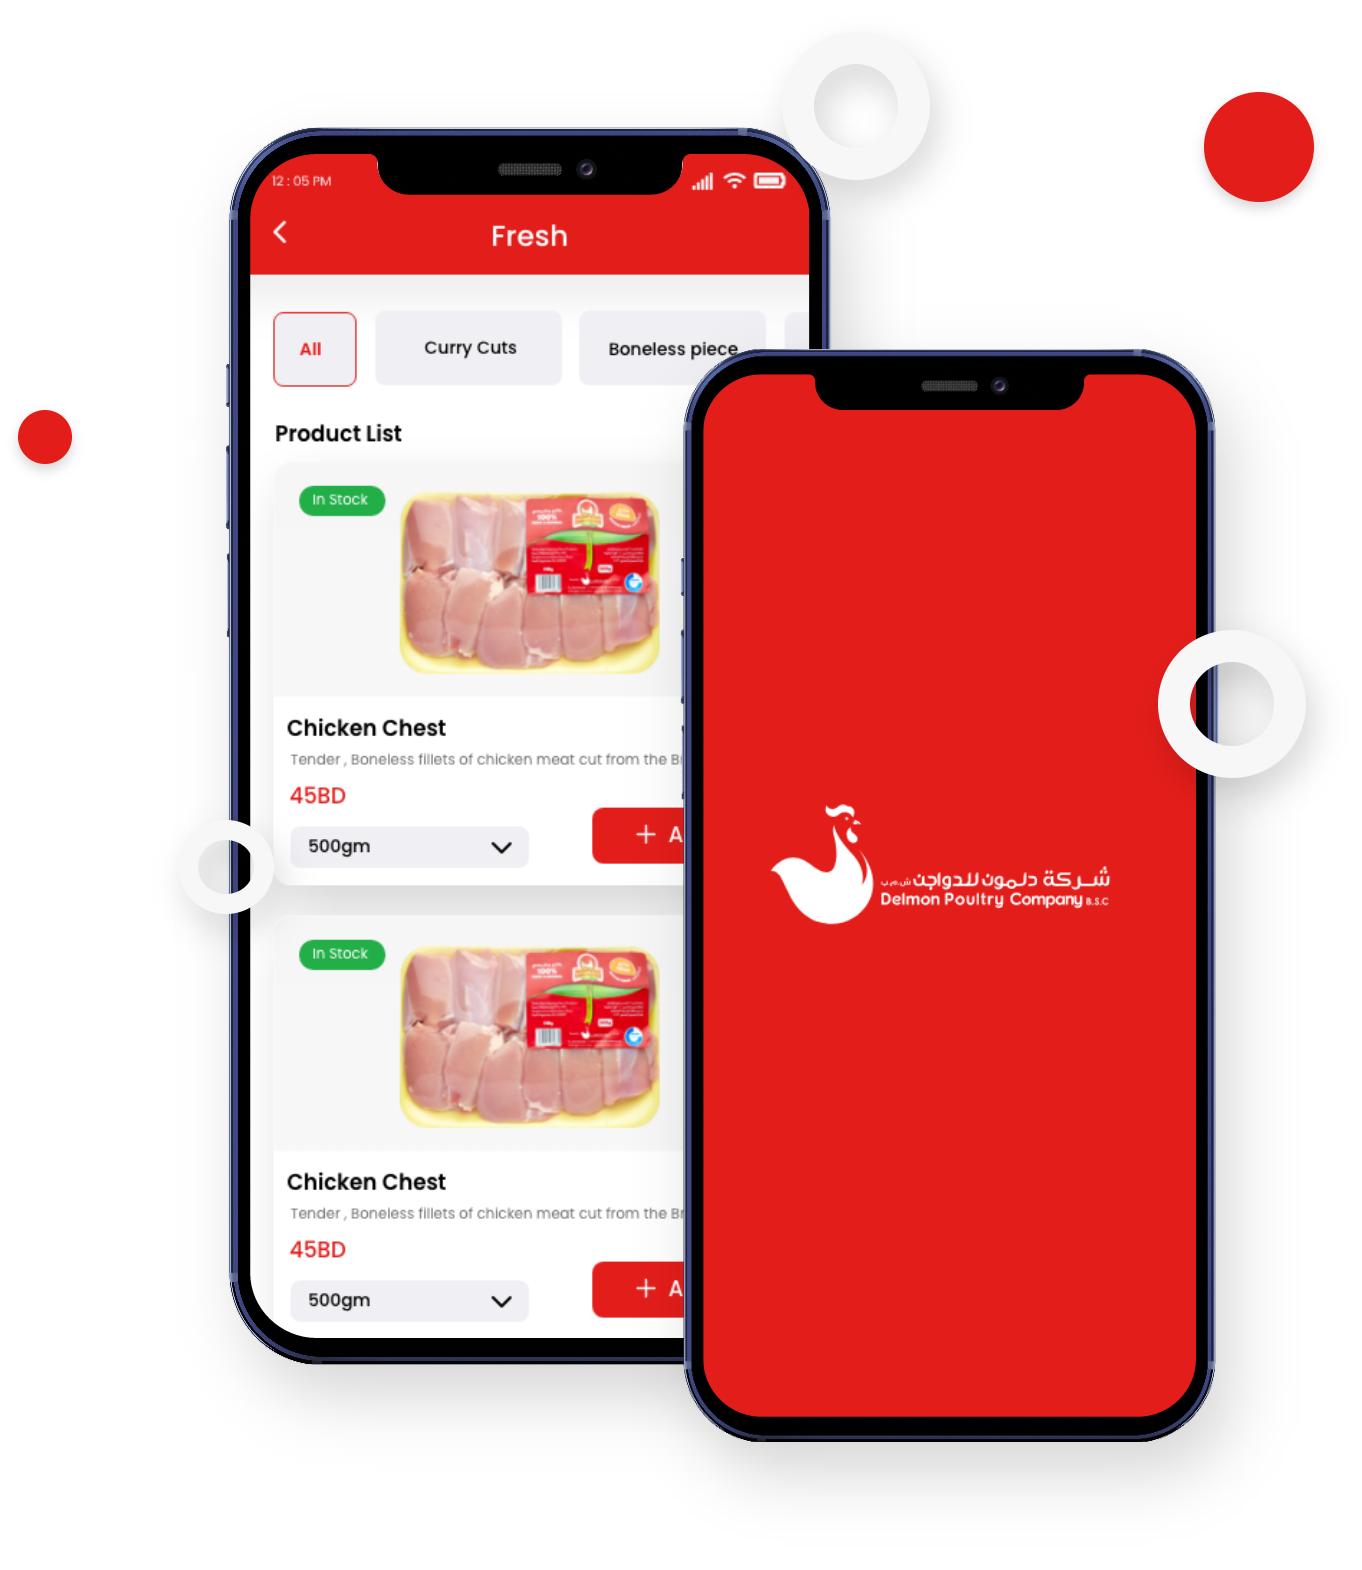 12 : 05 PM
Fresh
All
Curry Cuts
Boneless piece
Product List
In Stock
100%
Chicken Chest
Tender , Boneless fillets of chicken meat cut from the B
45BD
500gm
+ A
In Stock
100%
Chicken Chest
Tender , Boneless fillets of chicken meat cut from the Br
45BD
500gm
+ A
شركة دلمون للدواجن ش.م.ب
Delmon Poultry Company B.S.C